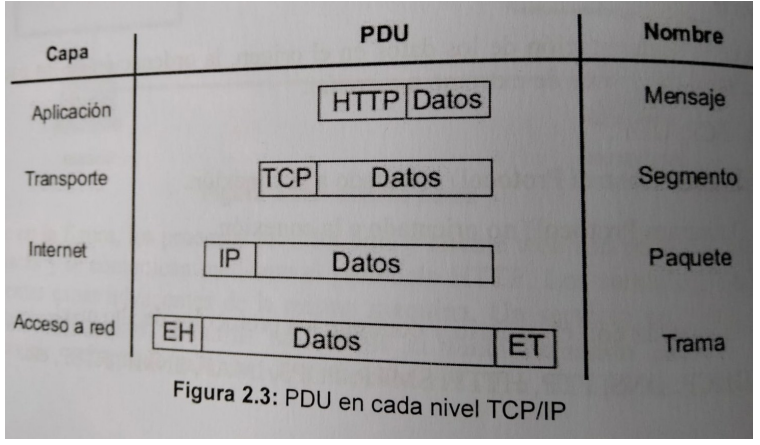 Capa PDU Nombre
Aplicación HTTP Datos Mensaje
Transporte TCP Datos Segmento
Internet IP Datos Paquete
Acceso a red EH Datos ET Trama
Figura 2.3: PDU en cada nivel TCP/IP